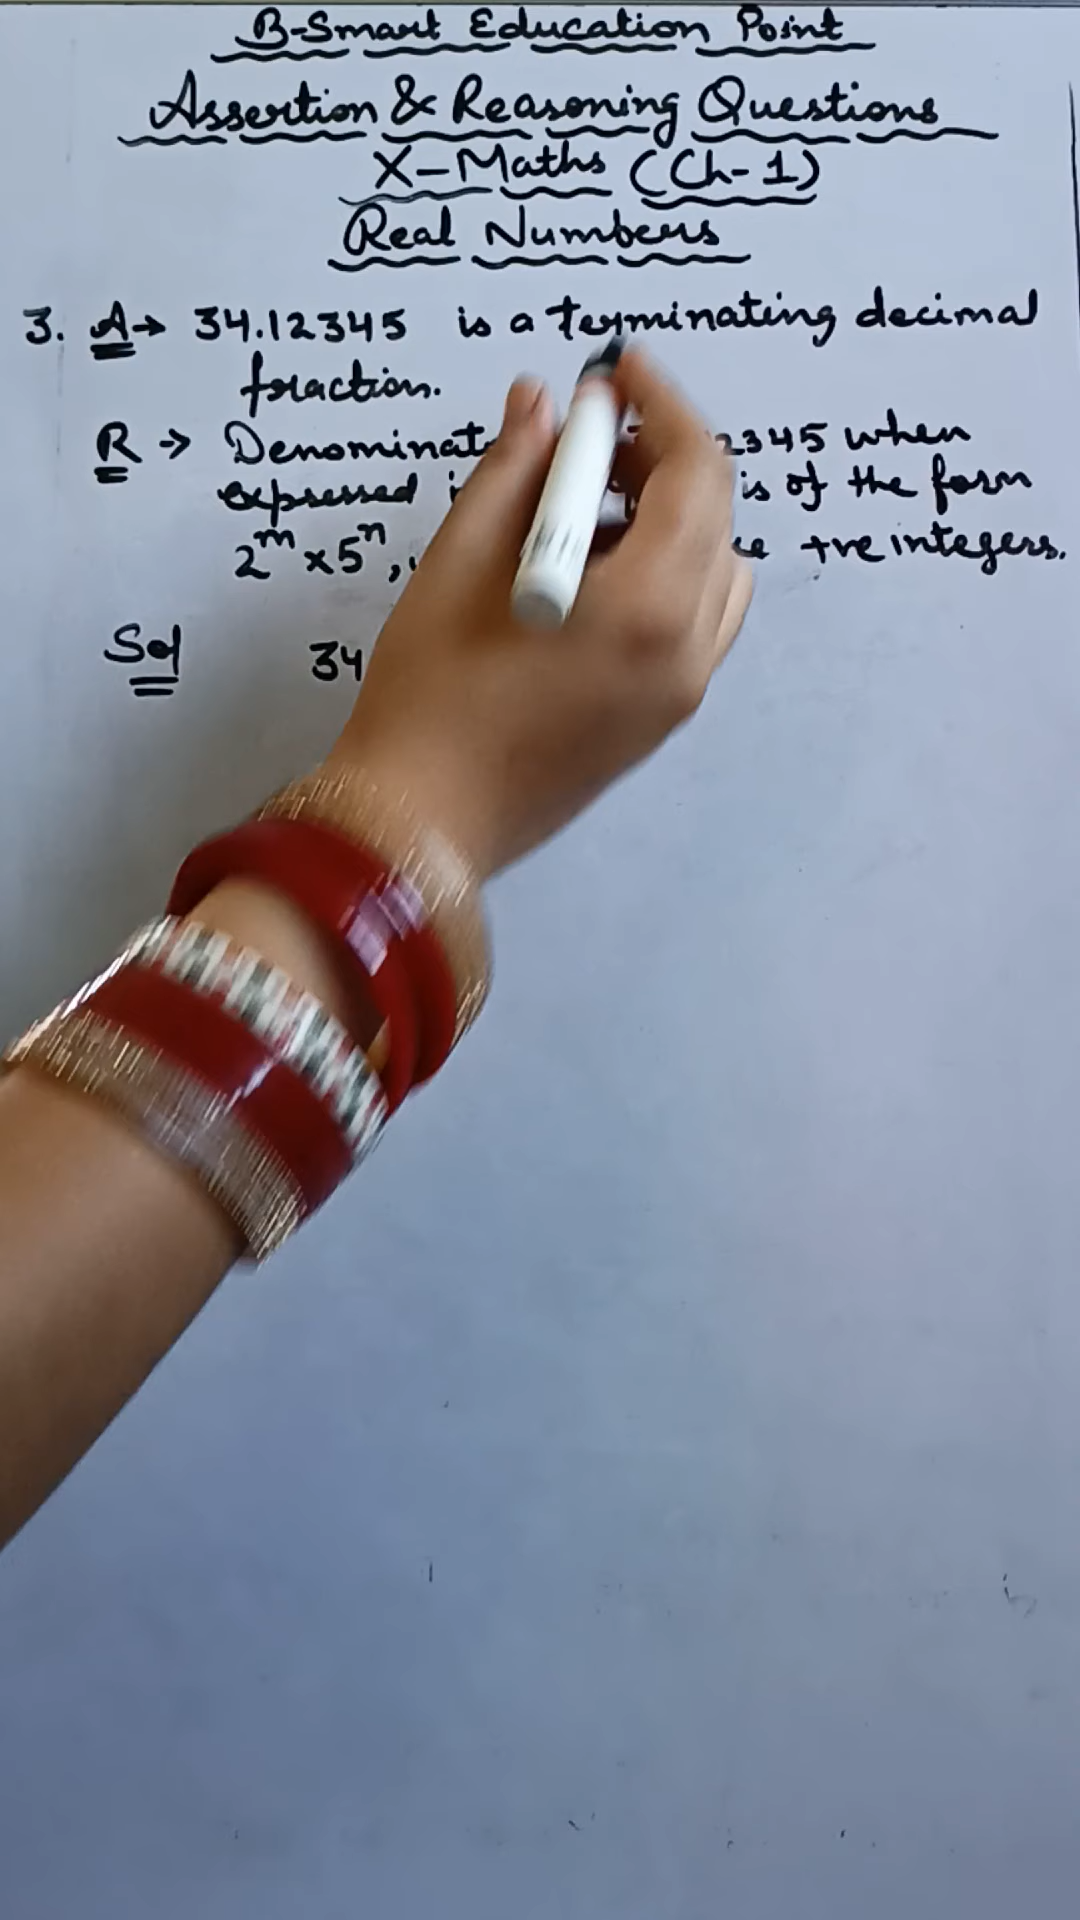 B-Smart Education Point
Assertion & Reasoning Questions
X-Maths (Ch-1)
Real Numbers
3. A→ 34.12345 is a terminating decimal
fraction.
R → 2345 when
expressed is of the form
2^m × 5^n, +ve integers.
Sol 34